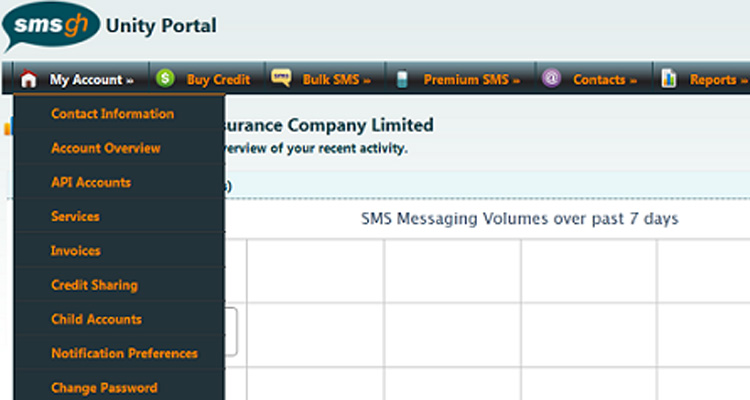 smsgh Unity Portal
My Account » Buy Credit Bulk SMS » Premium SMS » Contacts » Reports »
Contact Information
Account Overview
API Accounts
Services
Invoices
Credit Sharing
Child Accounts
Notification Preferences
Change Password
surance Company Limited
verview of your recent activity.
s)
SMS Messaging Volumes over past 7 days